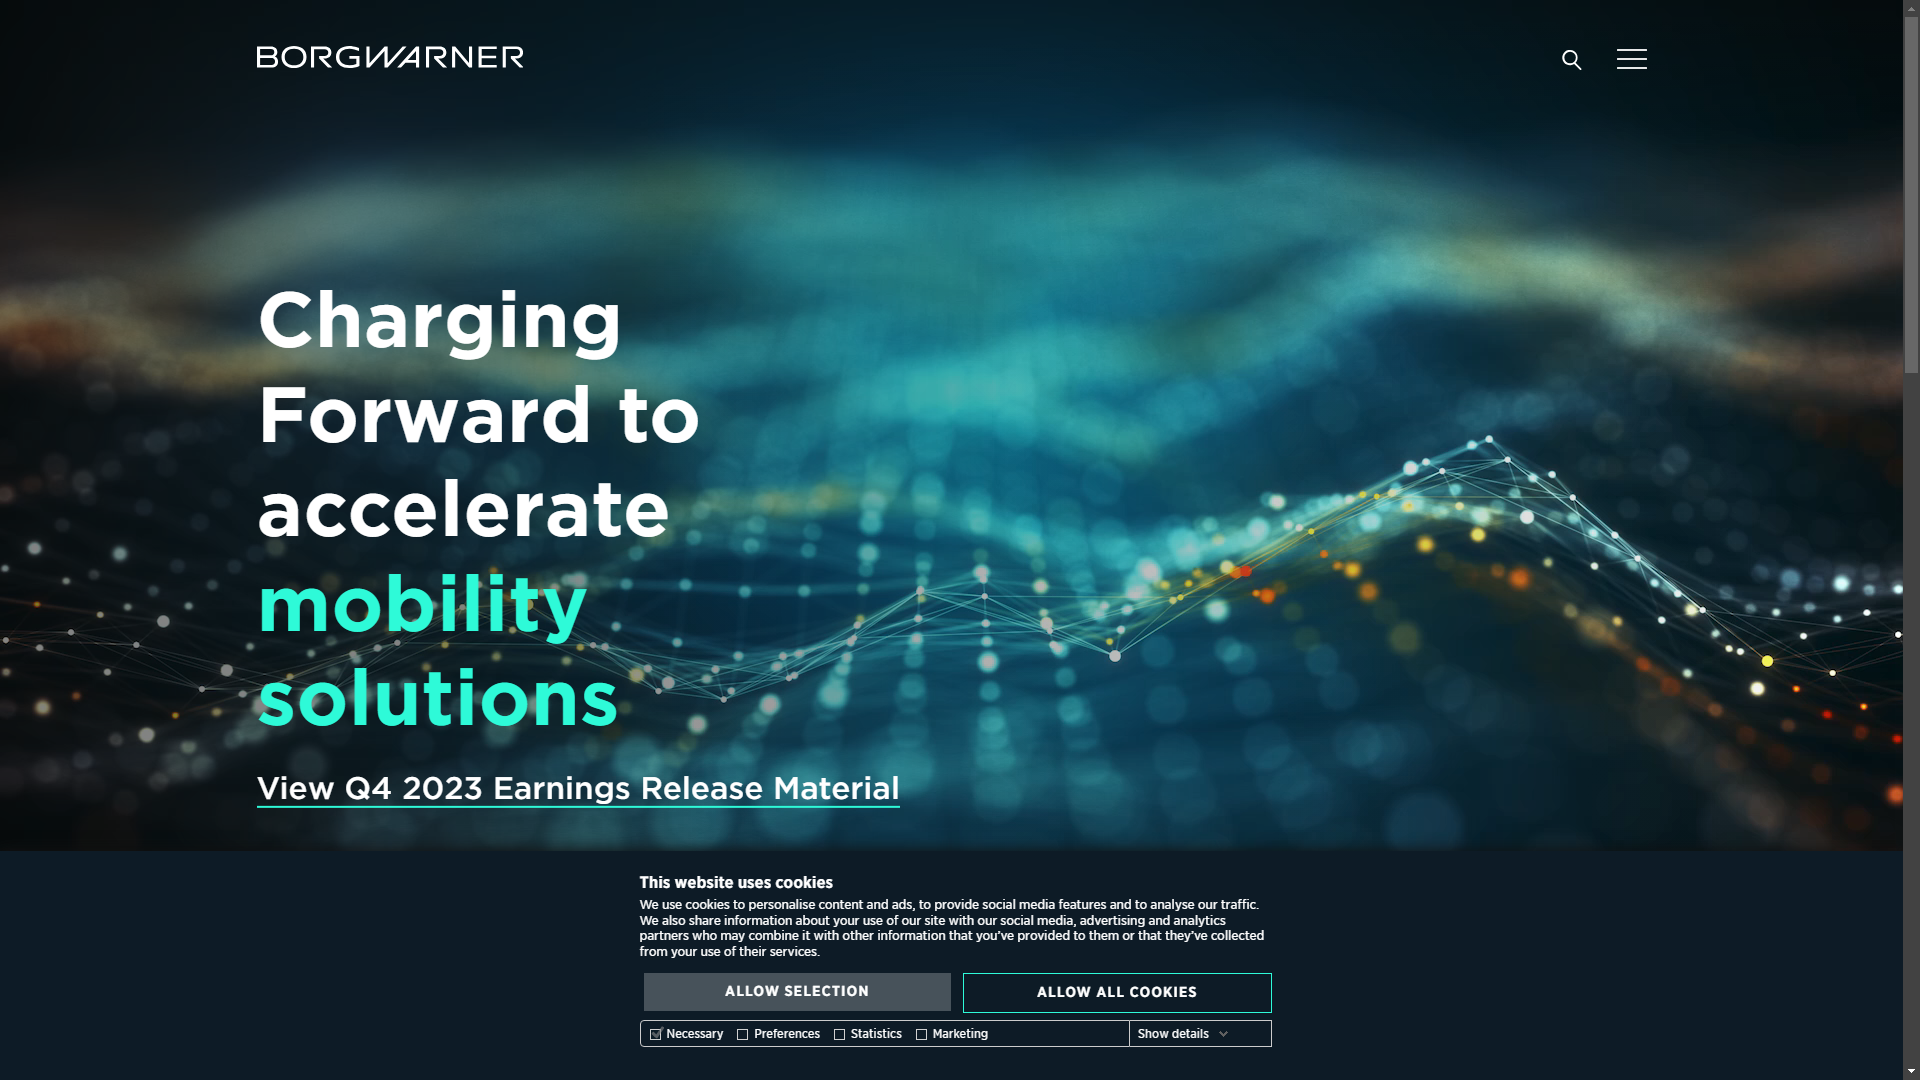 BORGWARNER
Charging
Forward to
accelerate
mobility
solutions
View Q4 2023 Earnings Release Material
This website uses cookies
We use cookies to personalise content and ads, to provide social media features and to analyse our traffic.
We also share information about your use of our site with our social media, advertising and analytics
partners who may combine it with other information that you've provided to them or that they've collected
from your use of their services.
ALLOW SELECTION
ALLOW ALL COOKIES
Necessary Preferences Statistics Marketing Show details